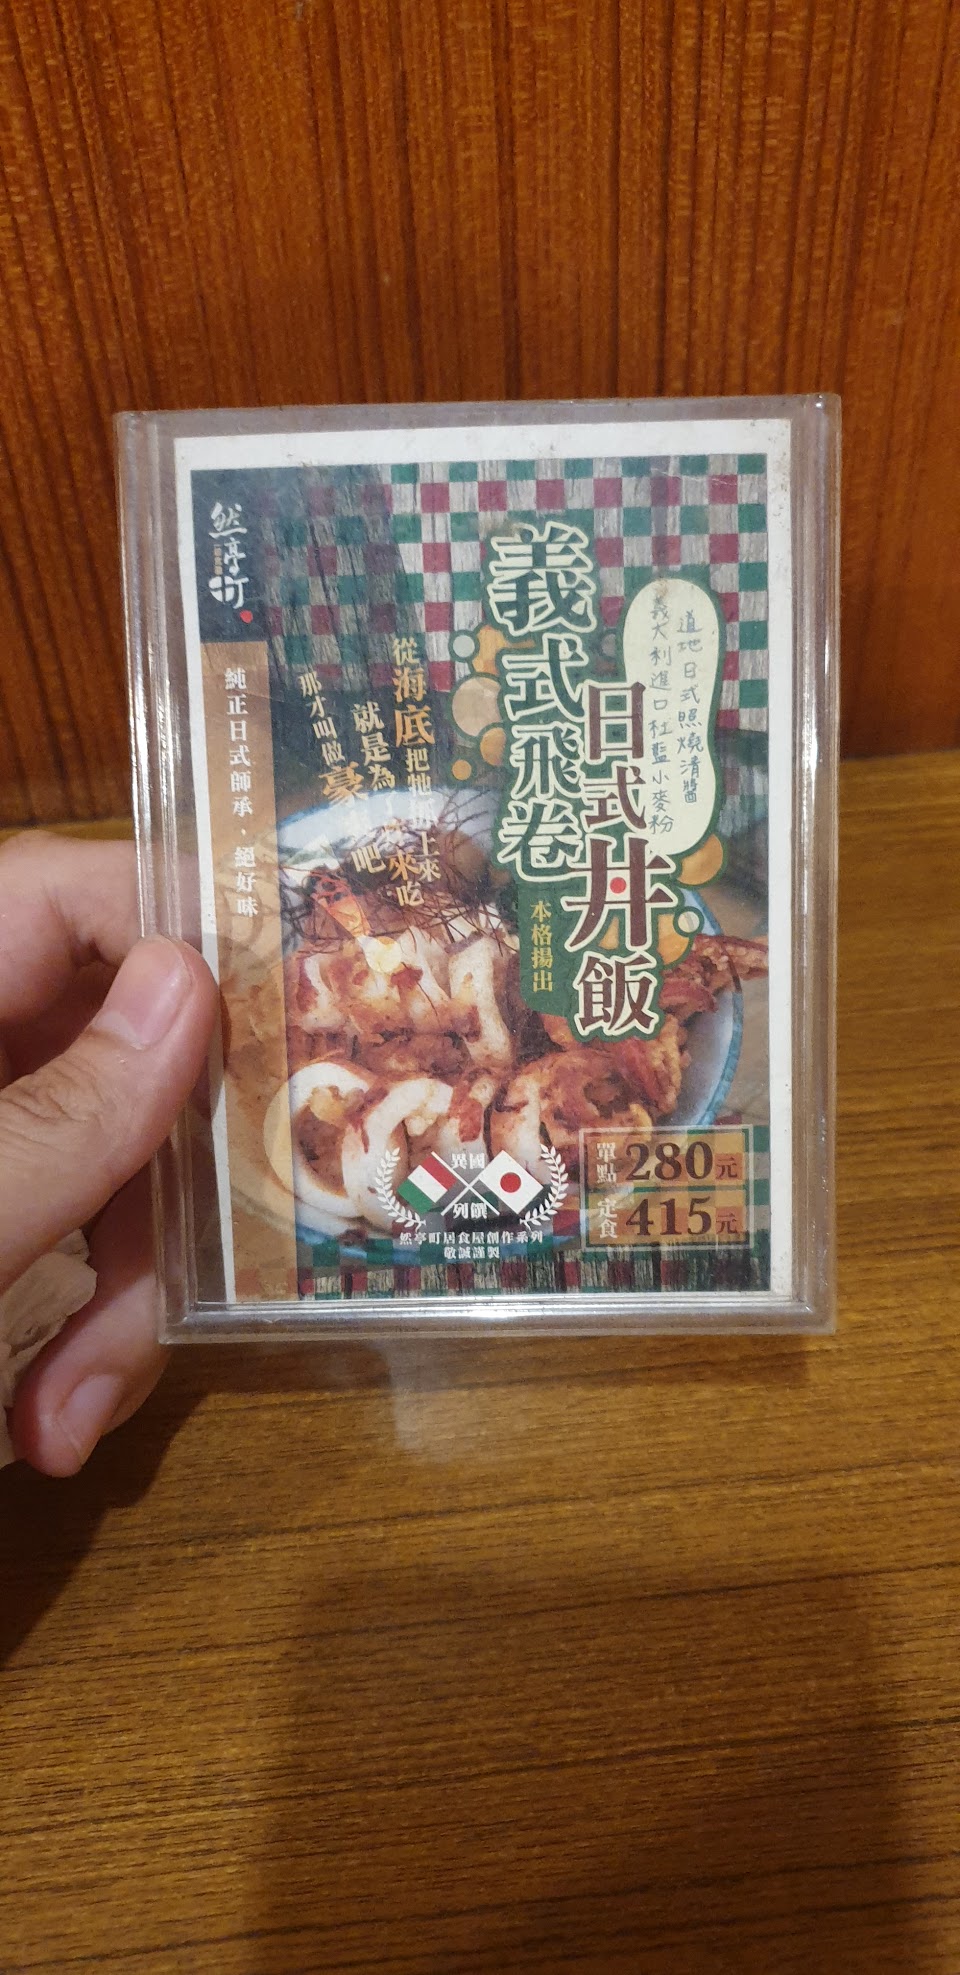 然亭町
純正日式師承，絕好味
義式飛卷
日式丼飯
本格揚出
道地日式照燒清醬
義大利進口杜蘭小麥粉
從海底把牠 上來
就是為了 來吃
那才叫做豪 吧
異國
列饌
然亭町居食屋創作系列
敬誠謹製
單點 280元
定食 415元